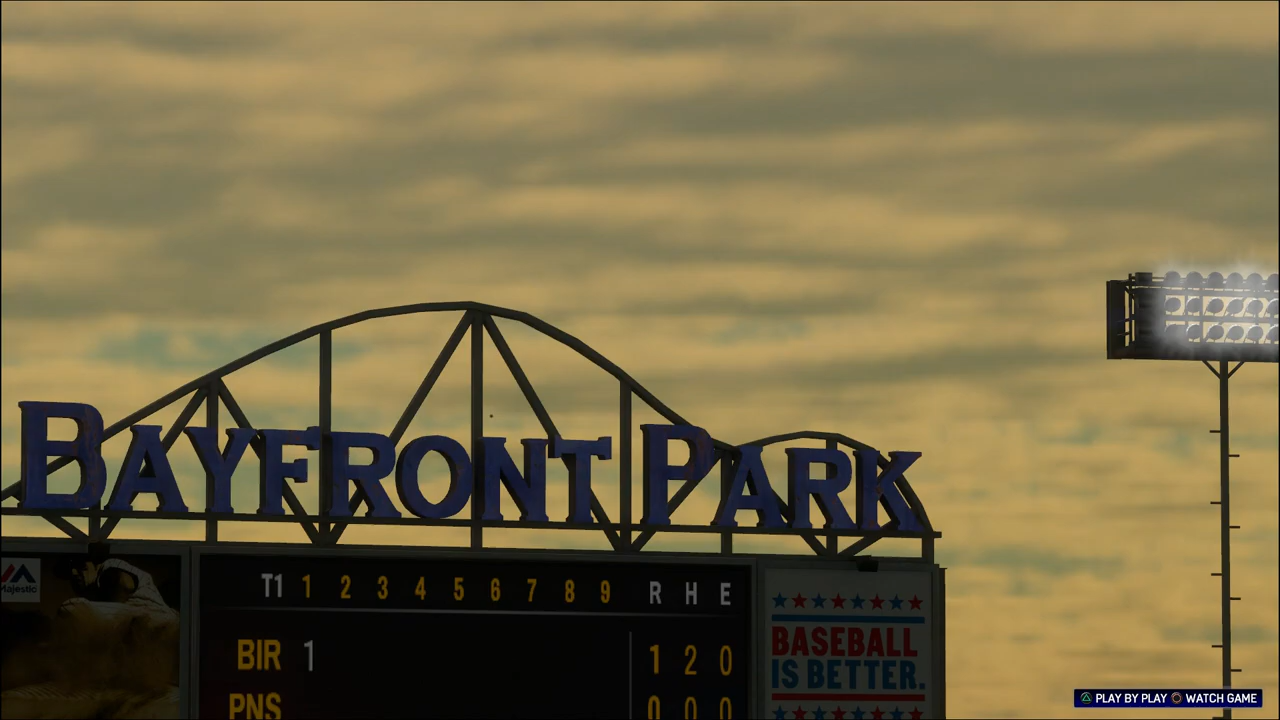 BAYFRONT PARK
Majestic
T1 1 2 3 4 5 6 7 8 9 R H E
BIR 1 1 2 0
PNS 0 0 0
BASEBALL
IS BETTER.
PLAY BY PLAY WATCH GAME